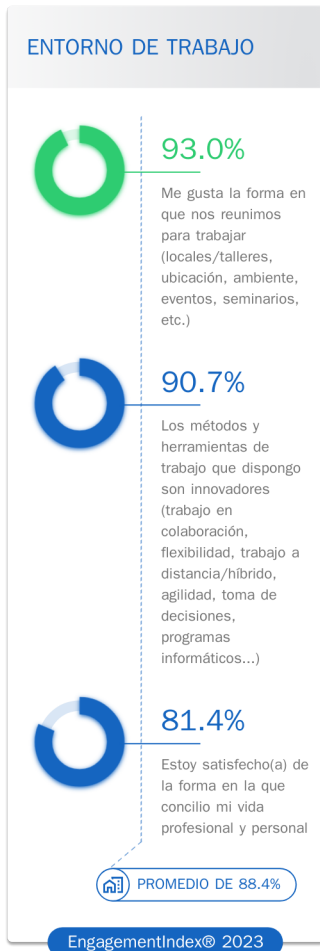 ENTORNO DE TRABAJO
93.0%
Me gusta la forma en
que nos reunimos
para trabajar
(locales/talleres,
ubicación, ambiente,
eventos, seminarios,
etc.)
90.7%
Los métodos y
herramientas de
trabajo que dispongo
son innovadores
(trabajo en
colaboración,
flexibilidad, trabajo a
distancia/híbrido,
agilidad, toma de
decisiones,
programas
informáticos...)
81.4%
Estoy satisfecho(a) de
la forma en la que
concilio mi vida
profesional y personal
PROMEDIO DE 88.4%
EngagementIndex® 2023